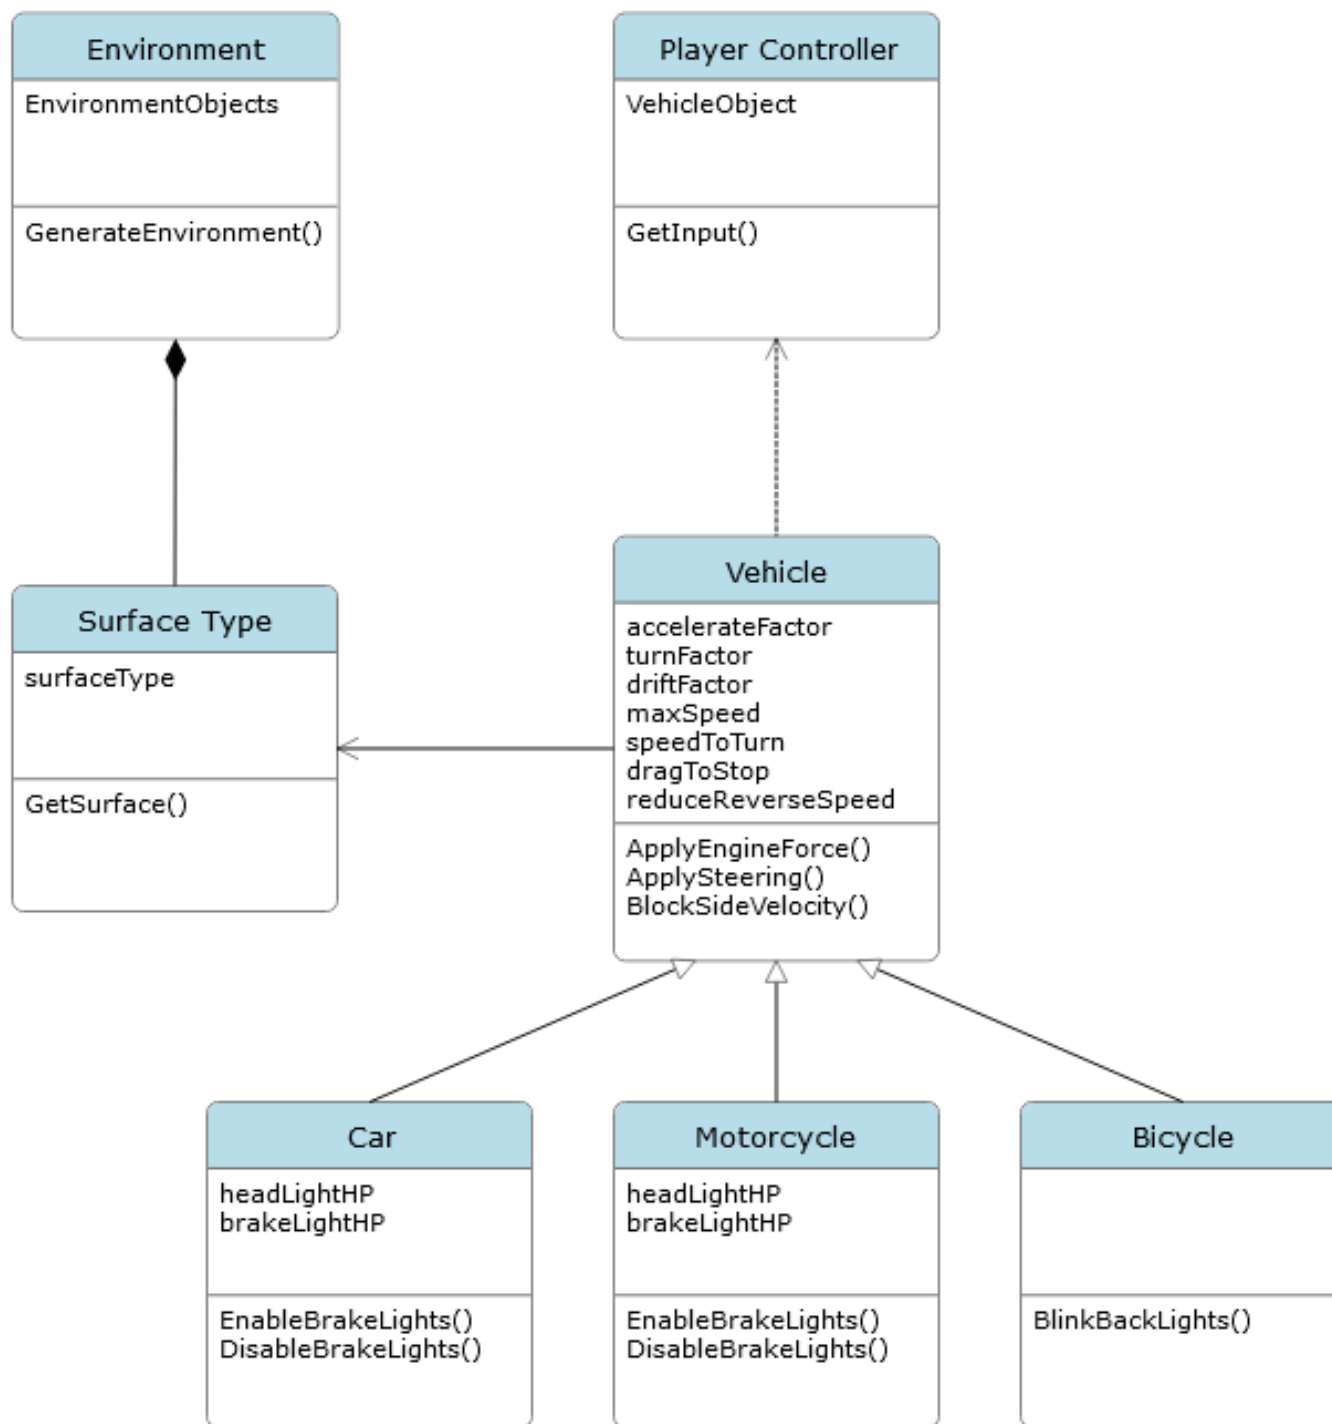 Environment
EnvironmentObjects
GenerateEnvironment()
Player Controller
VehicleObject
GetInput()
Surface Type
surfaceType
GetSurface()
Vehicle
accelerateFactor
turnFactor
driftFactor
maxSpeed
speedToTurn
dragToStop
reduceReverseSpeed
ApplyEngineForce()
ApplySteering()
BlockSideVelocity()
Car
headLightHP
brakeLightHP
EnableBrakeLights()
DisableBrakeLights()
Motorcycle
headLightHP
brakeLightHP
EnableBrakeLights()
DisableBrakeLights()
Bicycle
BlinkBackLights()